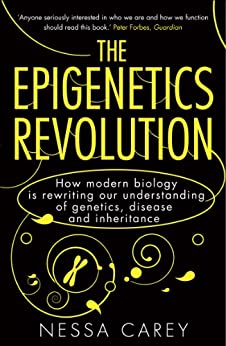 ‘Anyone seriously interested in who we are and how we function
should read this book.’ Peter Forbes, Guardian
THE
EPIGENETICS
REVOLUTION
How modern biology
is rewriting our understanding
of genetics, disease
and inheritance
NESSA CAREY